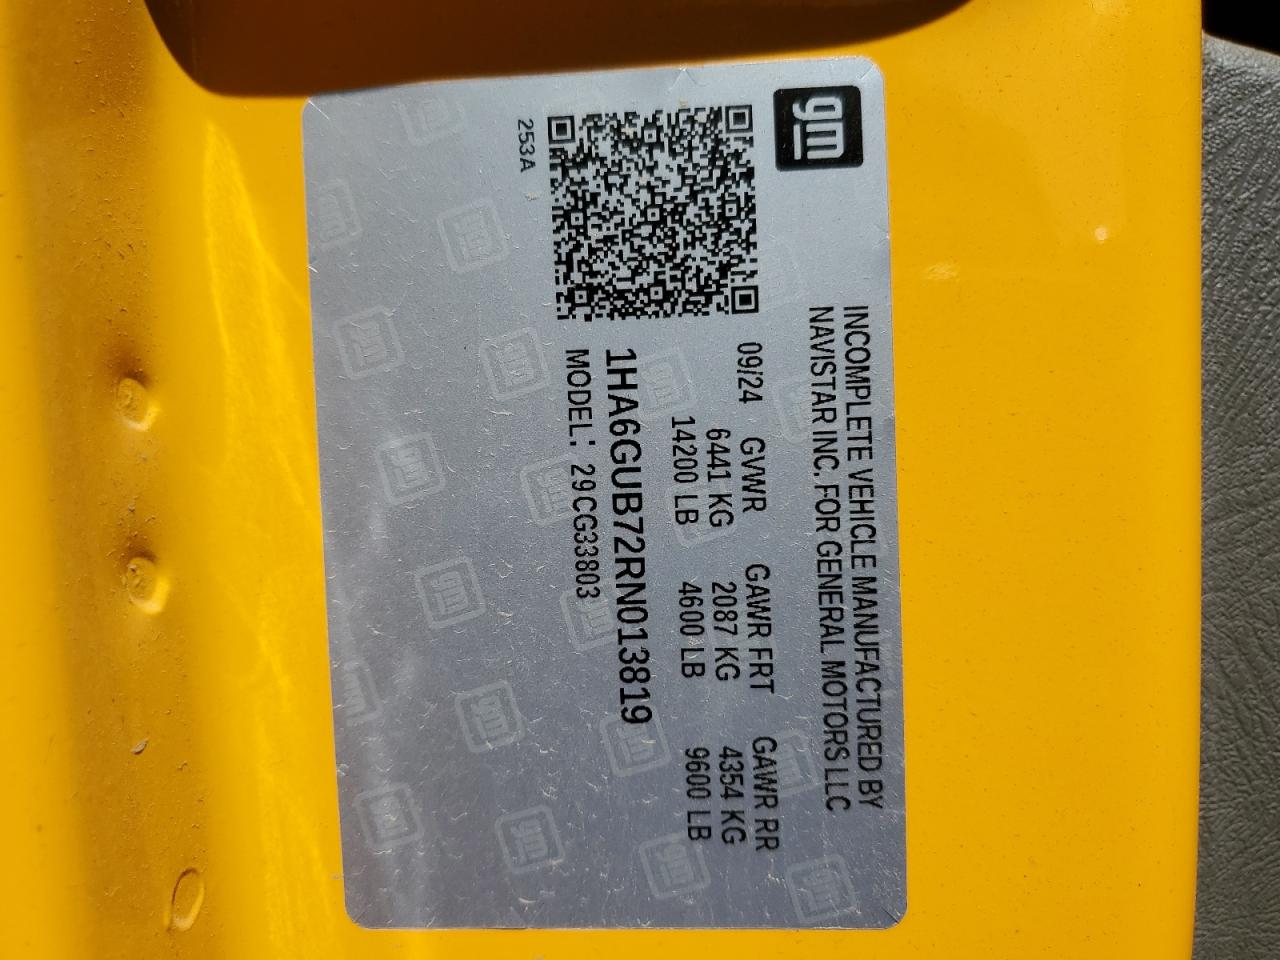 gm
INCOMPLETE VEHICLE MANUFACTURED BY
NAVISTAR INC. FOR GENERAL MOTORS LLC
09/24 GVWR GAWR FRT GAWR RR
6441 KG 2087 KG 4354 KG
14200 LB 4600 LB 9600 LB
1HA6GUB72RN013819
MODEL: 29CG33803
253A